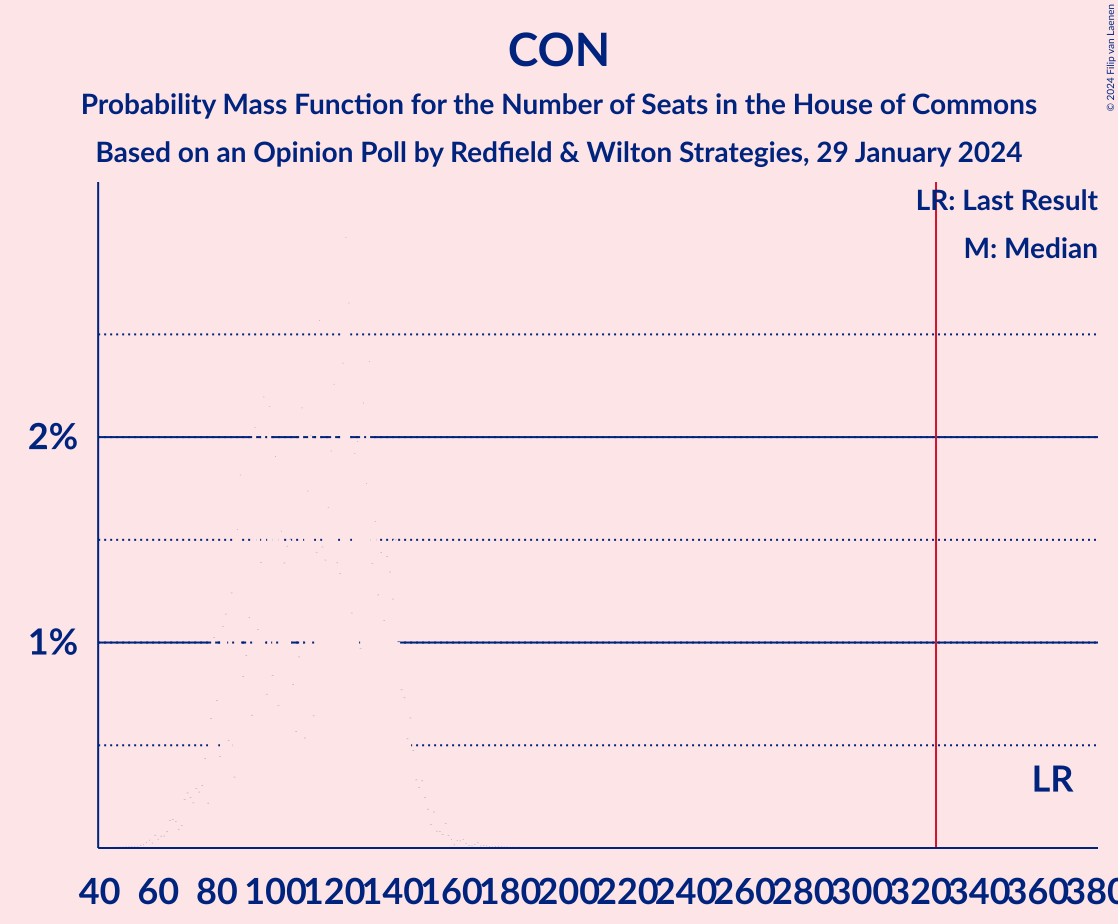 CON
Probability Mass Function for the Number of Seats in the House of Commons
Based on an Opinion Poll by Redfield & Wilton Strategies, 29 January 2024
© 2024 Filip van Laenen
LR: Last Result
M: Median
2%
1%
LR
40 60 80 100 120 140 160 180 200 220 240 260 280 300 320 340 360 380